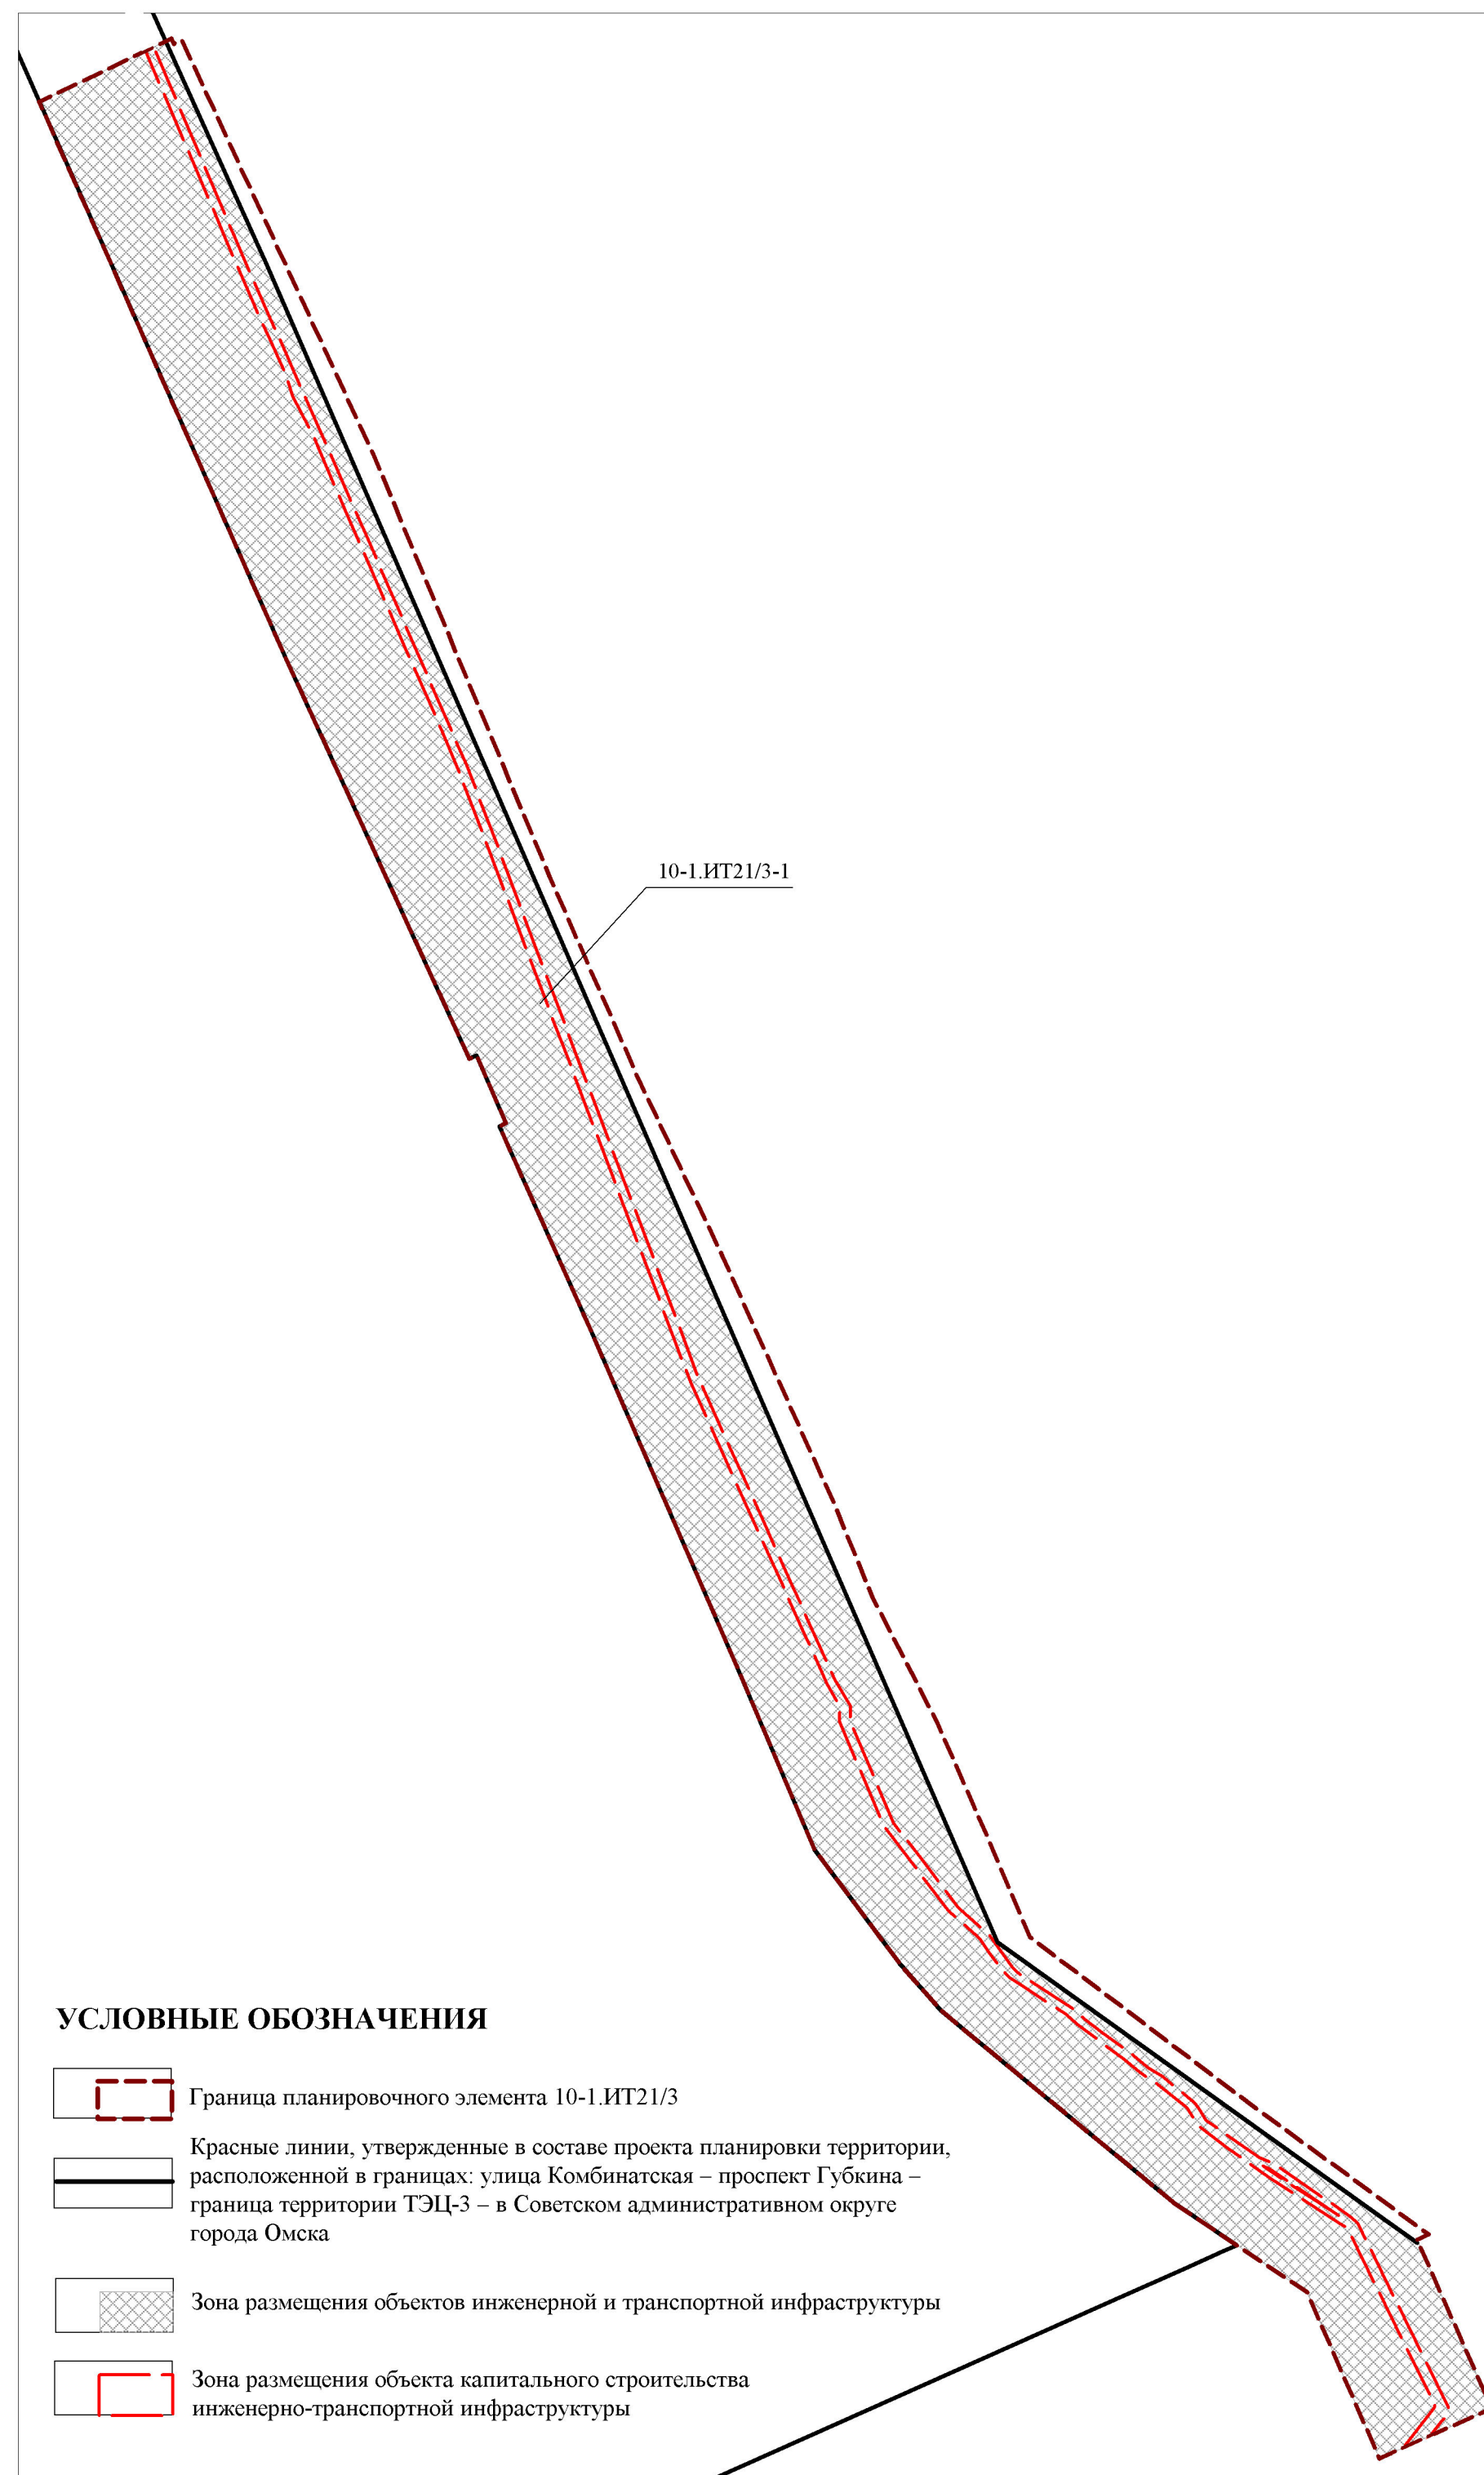 10-1.ИТ21/3-1
УСЛОВНЫЕ ОБОЗНАЧЕНИЯ
Граница планировочного элемента 10-1.ИТ21/3
Красные линии, утвержденные в составе проекта планировки территории,
расположенной в границах: улица Комбинатская – проспект Губкина –
граница территории ТЭЦ-3 – в Советском административном округе
города Омска
Зона размещения объектов инженерной и транспортной инфраструктуры
Зона размещения объекта капитального строительства
инженерно-транспортной инфраструктуры